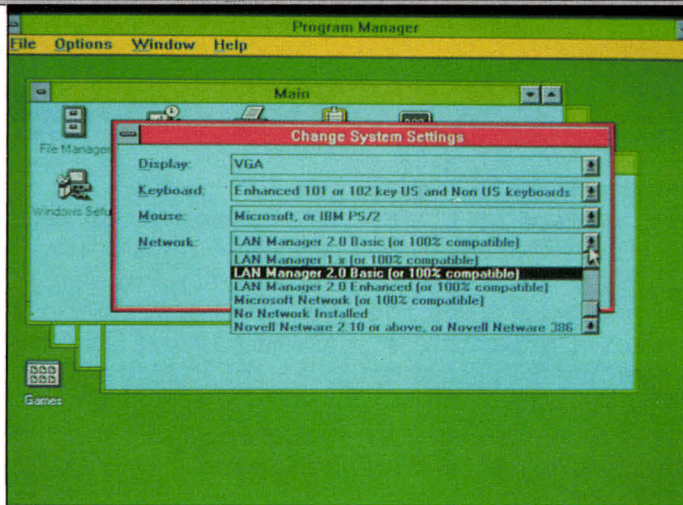 Program Manager
File Options Window Help
Main
File Manager
Windows Setu
Change System Settings
Display: VGA
Keyboard: Enhanced 101 or 102 key US and Non US keyboards
Mouse: Microsoft, or IBM PS/2
Network: LAN Manager 2.0 Basic (or 100% compatible)
LAN Manager 1.x (or 100% compatible)
LAN Manager 2.0 Basic (or 100% compatible)
LAN Manager 2.0 Enhanced (or 100% compatible)
Microsoft Network (or 100% compatible)
No Network Installed
Novell Netware 2.10 or above, or Novell Netware 386
Games